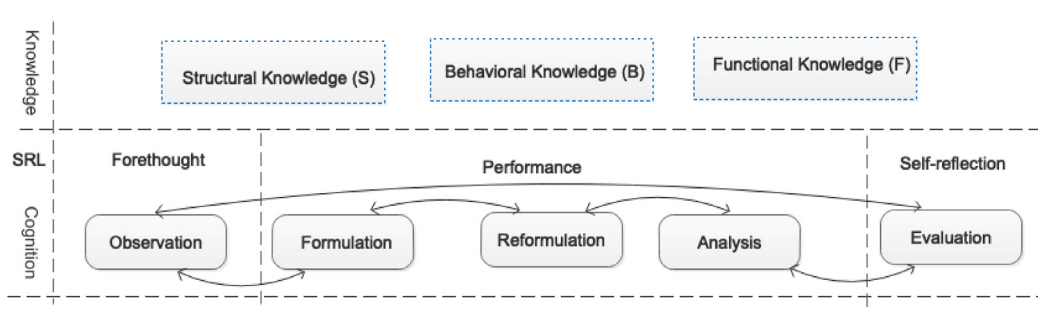 Knowledge
Structural Knowledge (S)
Behavioral Knowledge (B)
Functional Knowledge (F)
SRL
Forethought
Performance
Self-reflection
Cognition
Observation
Formulation
Reformulation
Analysis
Evaluation